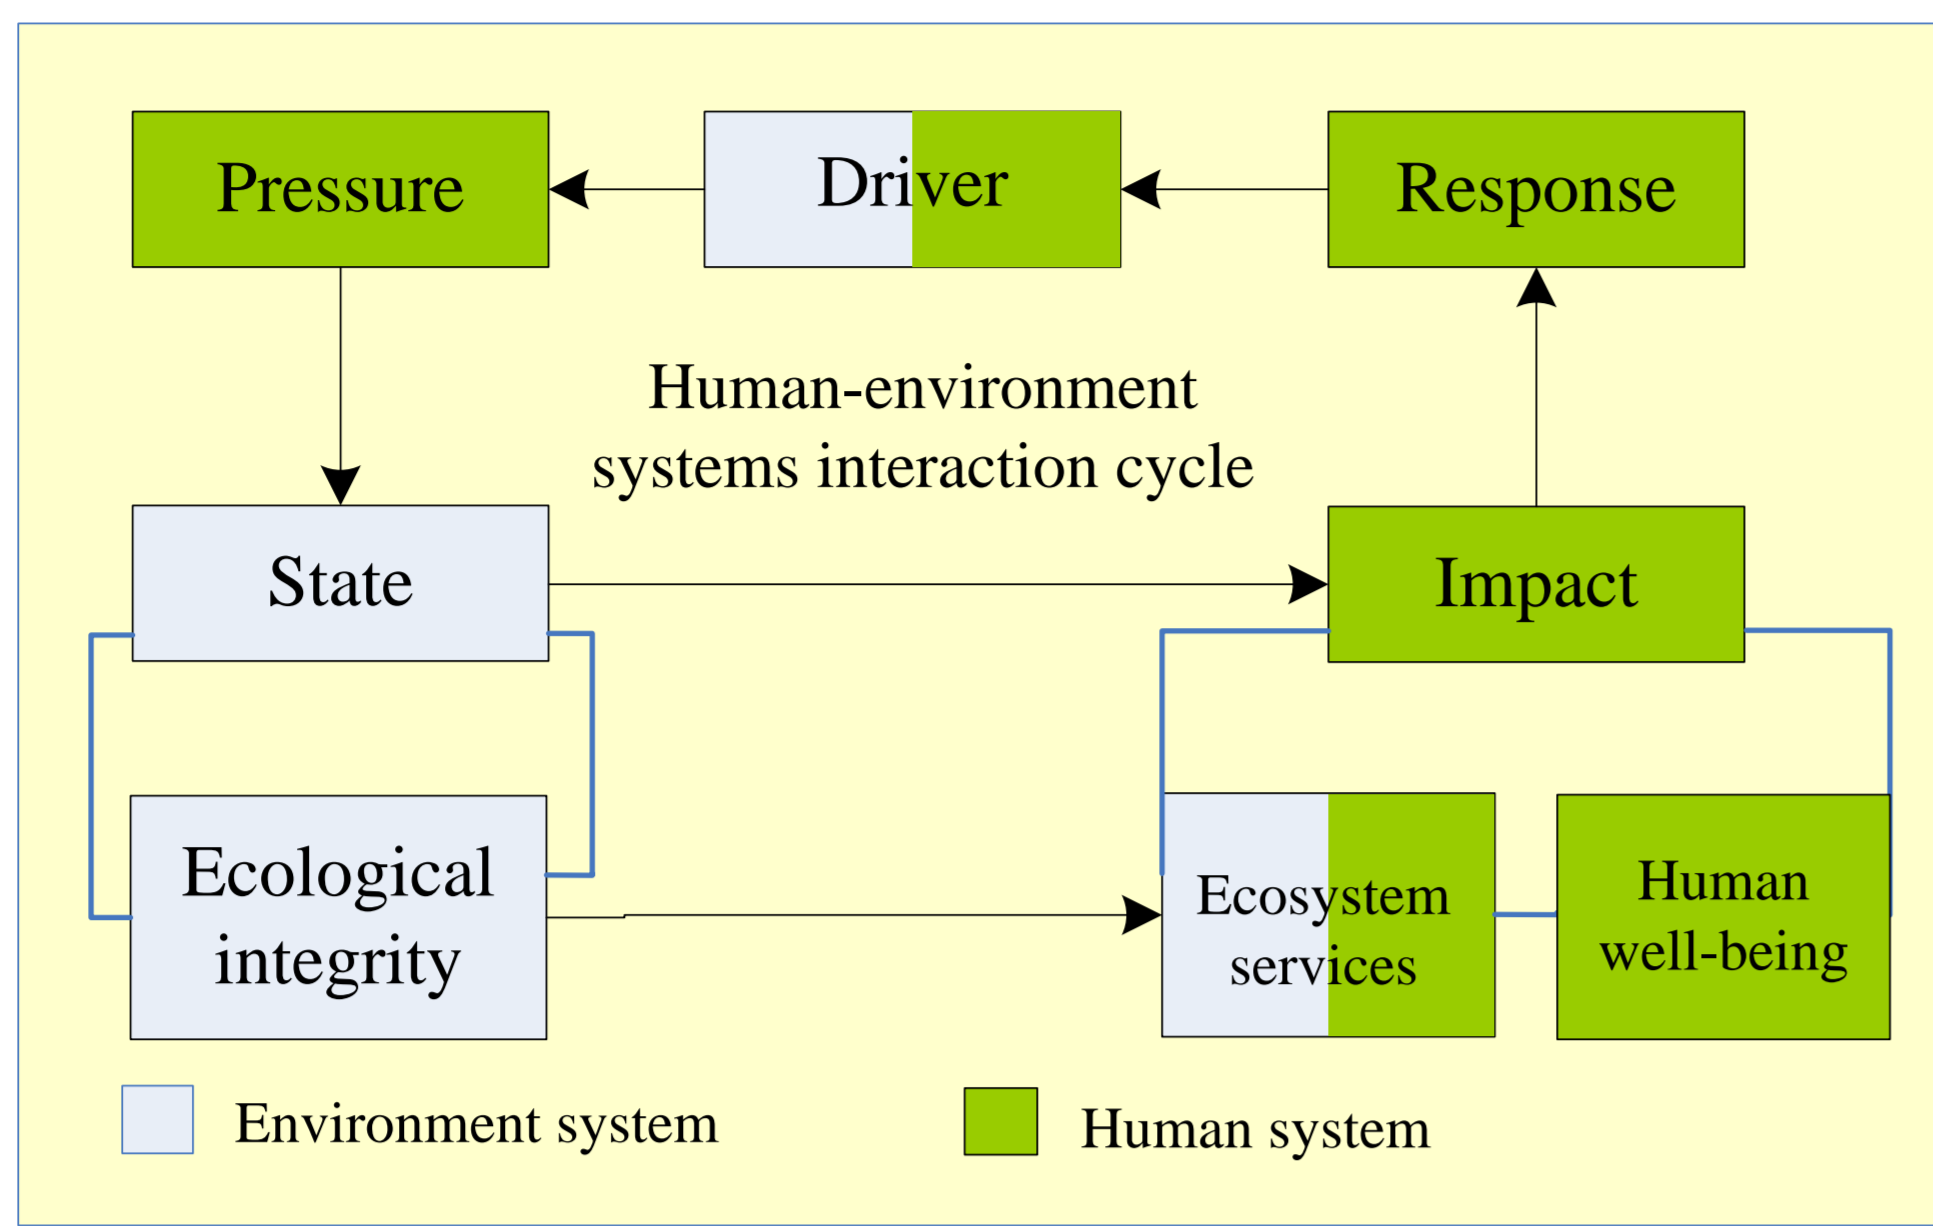 Pressure
Driver
Response
Human-environment
systems interaction cycle
State
Impact
Ecological
integrity
Ecosystem
services
Human
well-being
Environment system
Human system